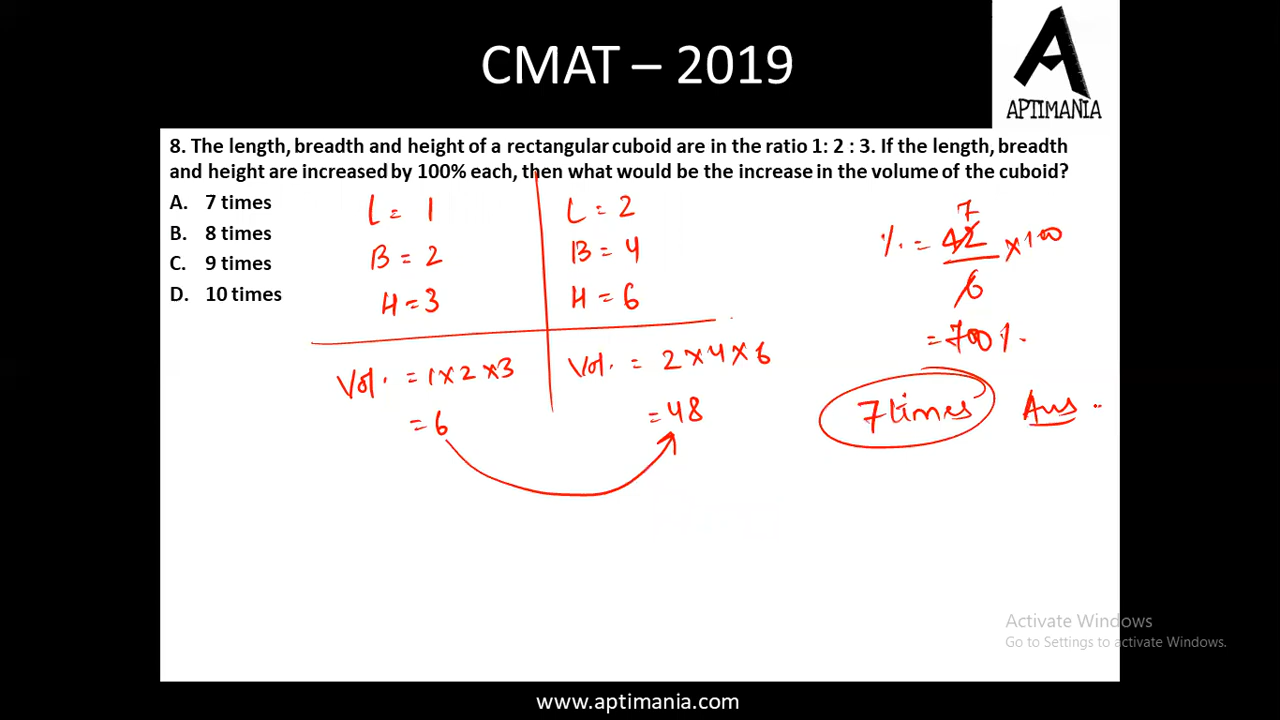 CMAT – 2019
A
APTIMANIA
8. The length, breadth and height of a rectangular cuboid are in the ratio 1: 2 : 3. If the length, breadth
and height are increased by 100% each, then what would be the increase in the volume of the cuboid?
A. 7 times
B. 8 times
C. 9 times
D. 10 times
L = 1
B = 2
H = 3
Vol. = 1×2×3
= 6
L = 2
B = 4
H = 6
Vol. = 2×4×6
= 48
7
%. = 42/6 ×100
= 700%.
7 times Ans.
Activate Windows
Go to Settings to activate Windows.
www.aptimania.com